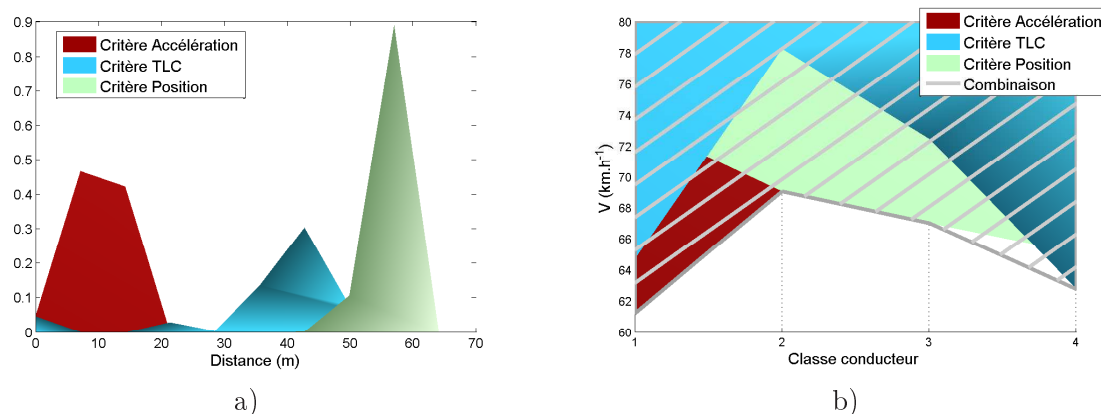 0.9
0.8
0.7
0.6
0.5
0.4
0.3
0.2
0.1
0
0 10 20 30 40 50 60 70
Distance (m)
Critère Accélération
Critère TLC
Critère Position
a)
80
78
76
74
72
70
68
66
64
62
60
V (km.h⁻¹)
1 2 3 4
Classe conducteur
Critère Accélération
Critère TLC
Critère Position
Combinaison
b)